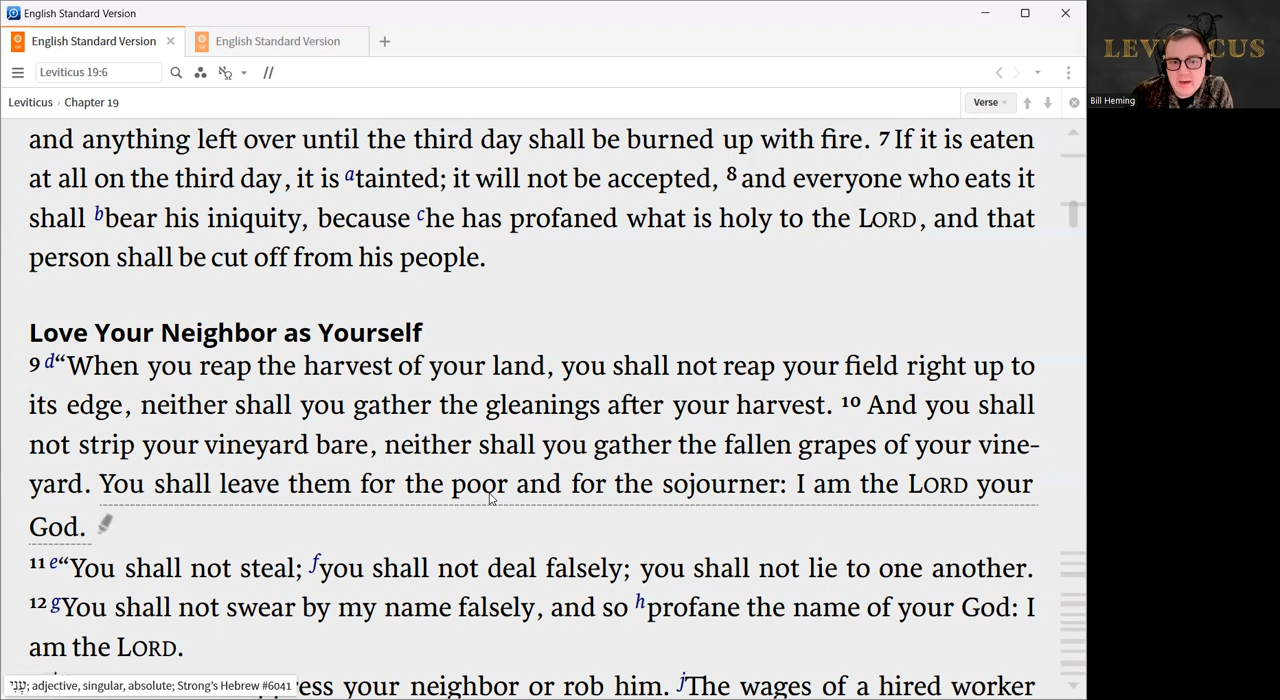 English Standard Version
English Standard Version
English Standard Version
Leviticus 19:6
Leviticus › Chapter 19
Verse
and anything left over until the third day shall be burned up with fire. 7 If it is eaten
at all on the third day, it is a tainted; it will not be accepted, 8 and everyone who eats it
shall b bear his iniquity, because c he has profaned what is holy to the LORD, and that
person shall be cut off from his people.
Love Your Neighbor as Yourself
9 d “When you reap the harvest of your land, you shall not reap your field right up to
its edge, neither shall you gather the gleanings after your harvest. 10 And you shall
not strip your vineyard bare, neither shall you gather the fallen grapes of your vine-
yard. You shall leave them for the poor and for the sojourner: I am the LORD your
God.
11 e “You shall not steal; f you shall not deal falsely; you shall not lie to one another.
12 g You shall not swear by my name falsely, and so h profane the name of your God: I
am the LORD.
ress your neighbor or rob him. j The wages of a hired worker
עָנִי; adjective, singular, absolute; Strong's Hebrew #6041
Bill Heming